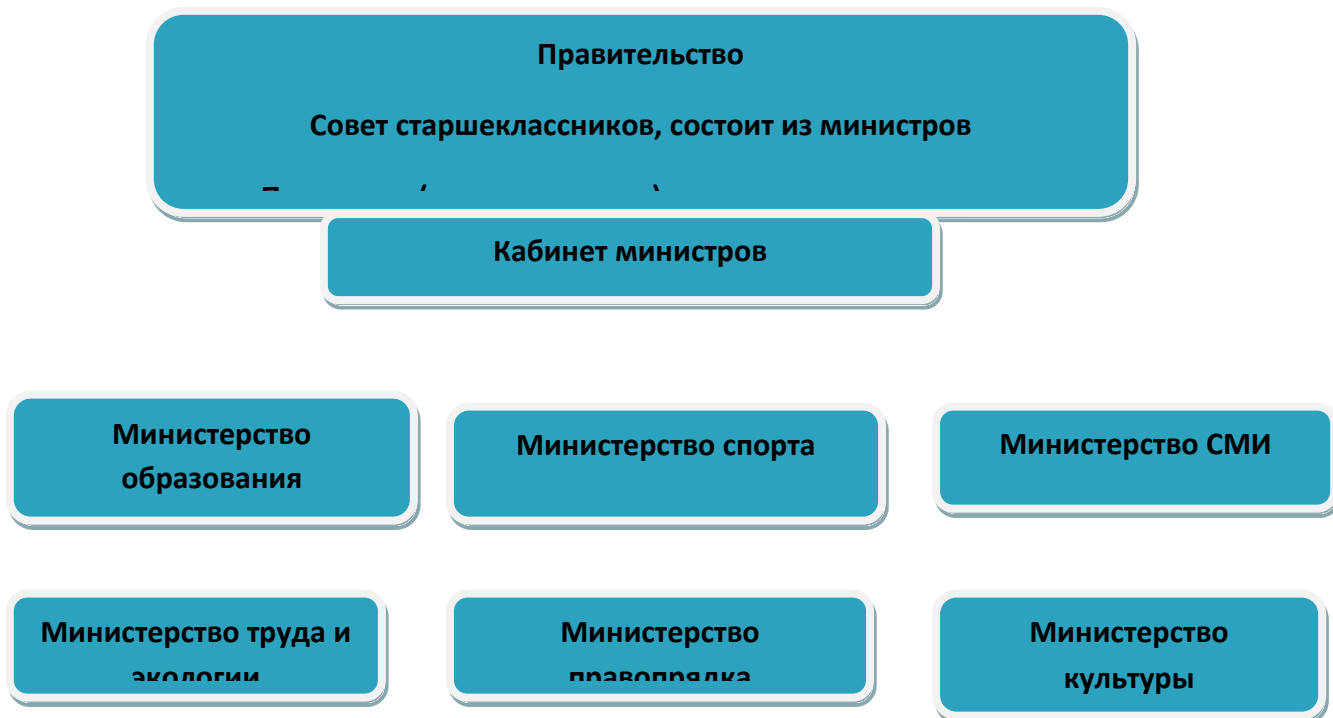 Правительство
Совет старшеклассников, состоит из министров
Кабинет министров
Министерство
образования
Министерство спорта
Министерство СМИ
Министерство труда и
экологии
Министерство
правопрядка
Министерство
культуры